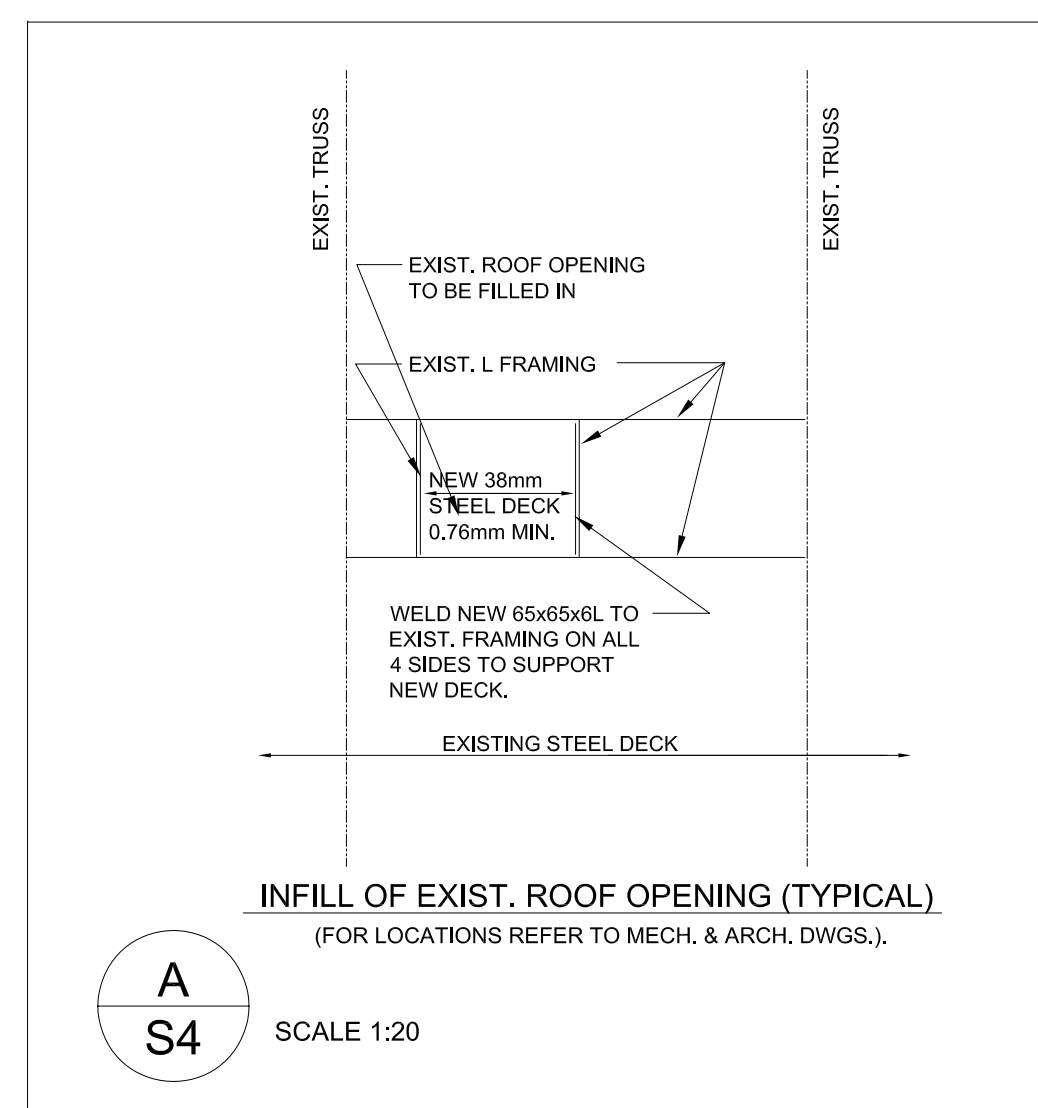 EXIST. TRUSS
EXIST. TRUSS
EXIST. ROOF OPENING
TO BE FILLED IN
EXIST. L FRAMING
NEW 38mm
STEEL DECK
0.76mm MIN.
WELD NEW 65x65x6L TO
EXIST. FRAMING ON ALL
4 SIDES TO SUPPORT
NEW DECK.
EXISTING STEEL DECK
INFILL OF EXIST. ROOF OPENING (TYPICAL)
(FOR LOCATIONS REFER TO MECH. & ARCH. DWGS.).
A
S4
SCALE 1:20